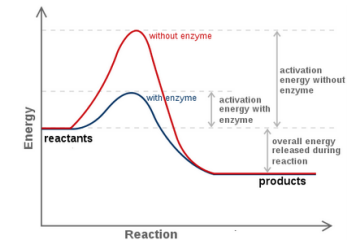 without enzyme
with enzyme
activation
energy without
enzyme
activation
energy with
enzyme
Energy
reactants
overall energy
released during
reaction
products
Reaction